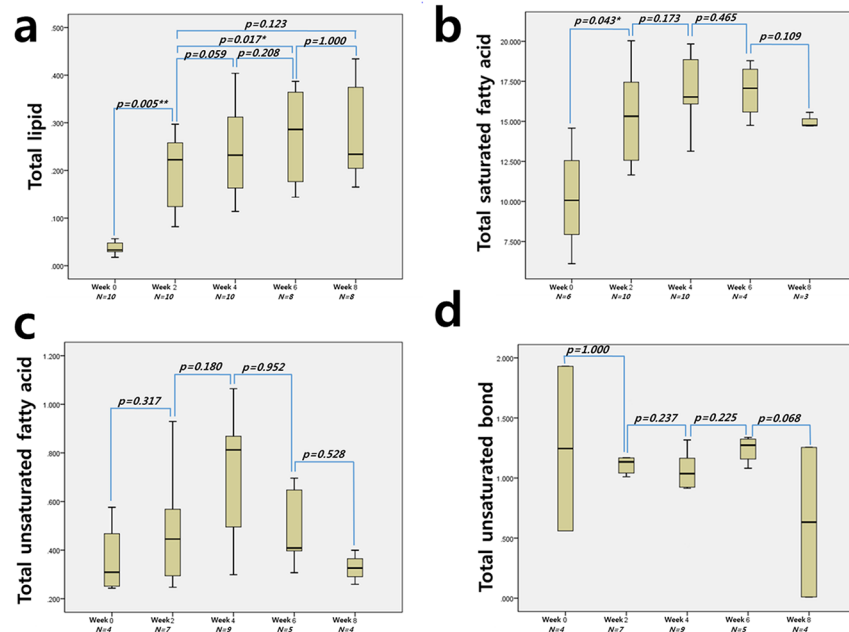 a
Total lipid
.500
.400
.300
.200
.100
.000
p=0.123
p=0.017*
p=0.059
p=0.208
p=1.000
p=0.005**
Week 0 Week 2 Week 4 Week 6 Week 8
N=10 N=10 N=10 N=8 N=8
b
Total saturated fatty acid
20.000
17.500
15.000
12.500
10.000
7.500
p=0.043* p=0.173 p=0.465
p=0.109
Week 0 Week 2 Week 4 Week 6 Week 8
N=6 N=10 N=10 N=4 N=3
c
Total unsaturated fatty acid
1.200
1.000
.800
.600
.400
.200
p=0.317
p=0.180
p=0.952
p=0.528
Week 0 Week 2 Week 4 Week 6 Week 8
N=4 N=7 N=9 N=5 N=4
d
Total unsaturated bond
2.000
1.500
1.000
.500
.000
p=1.000
p=0.237 p=0.225 p=0.068
Week 0 Week 2 Week 4 Week 6 Week 8
N=4 N=7 N=9 N=5 N=4